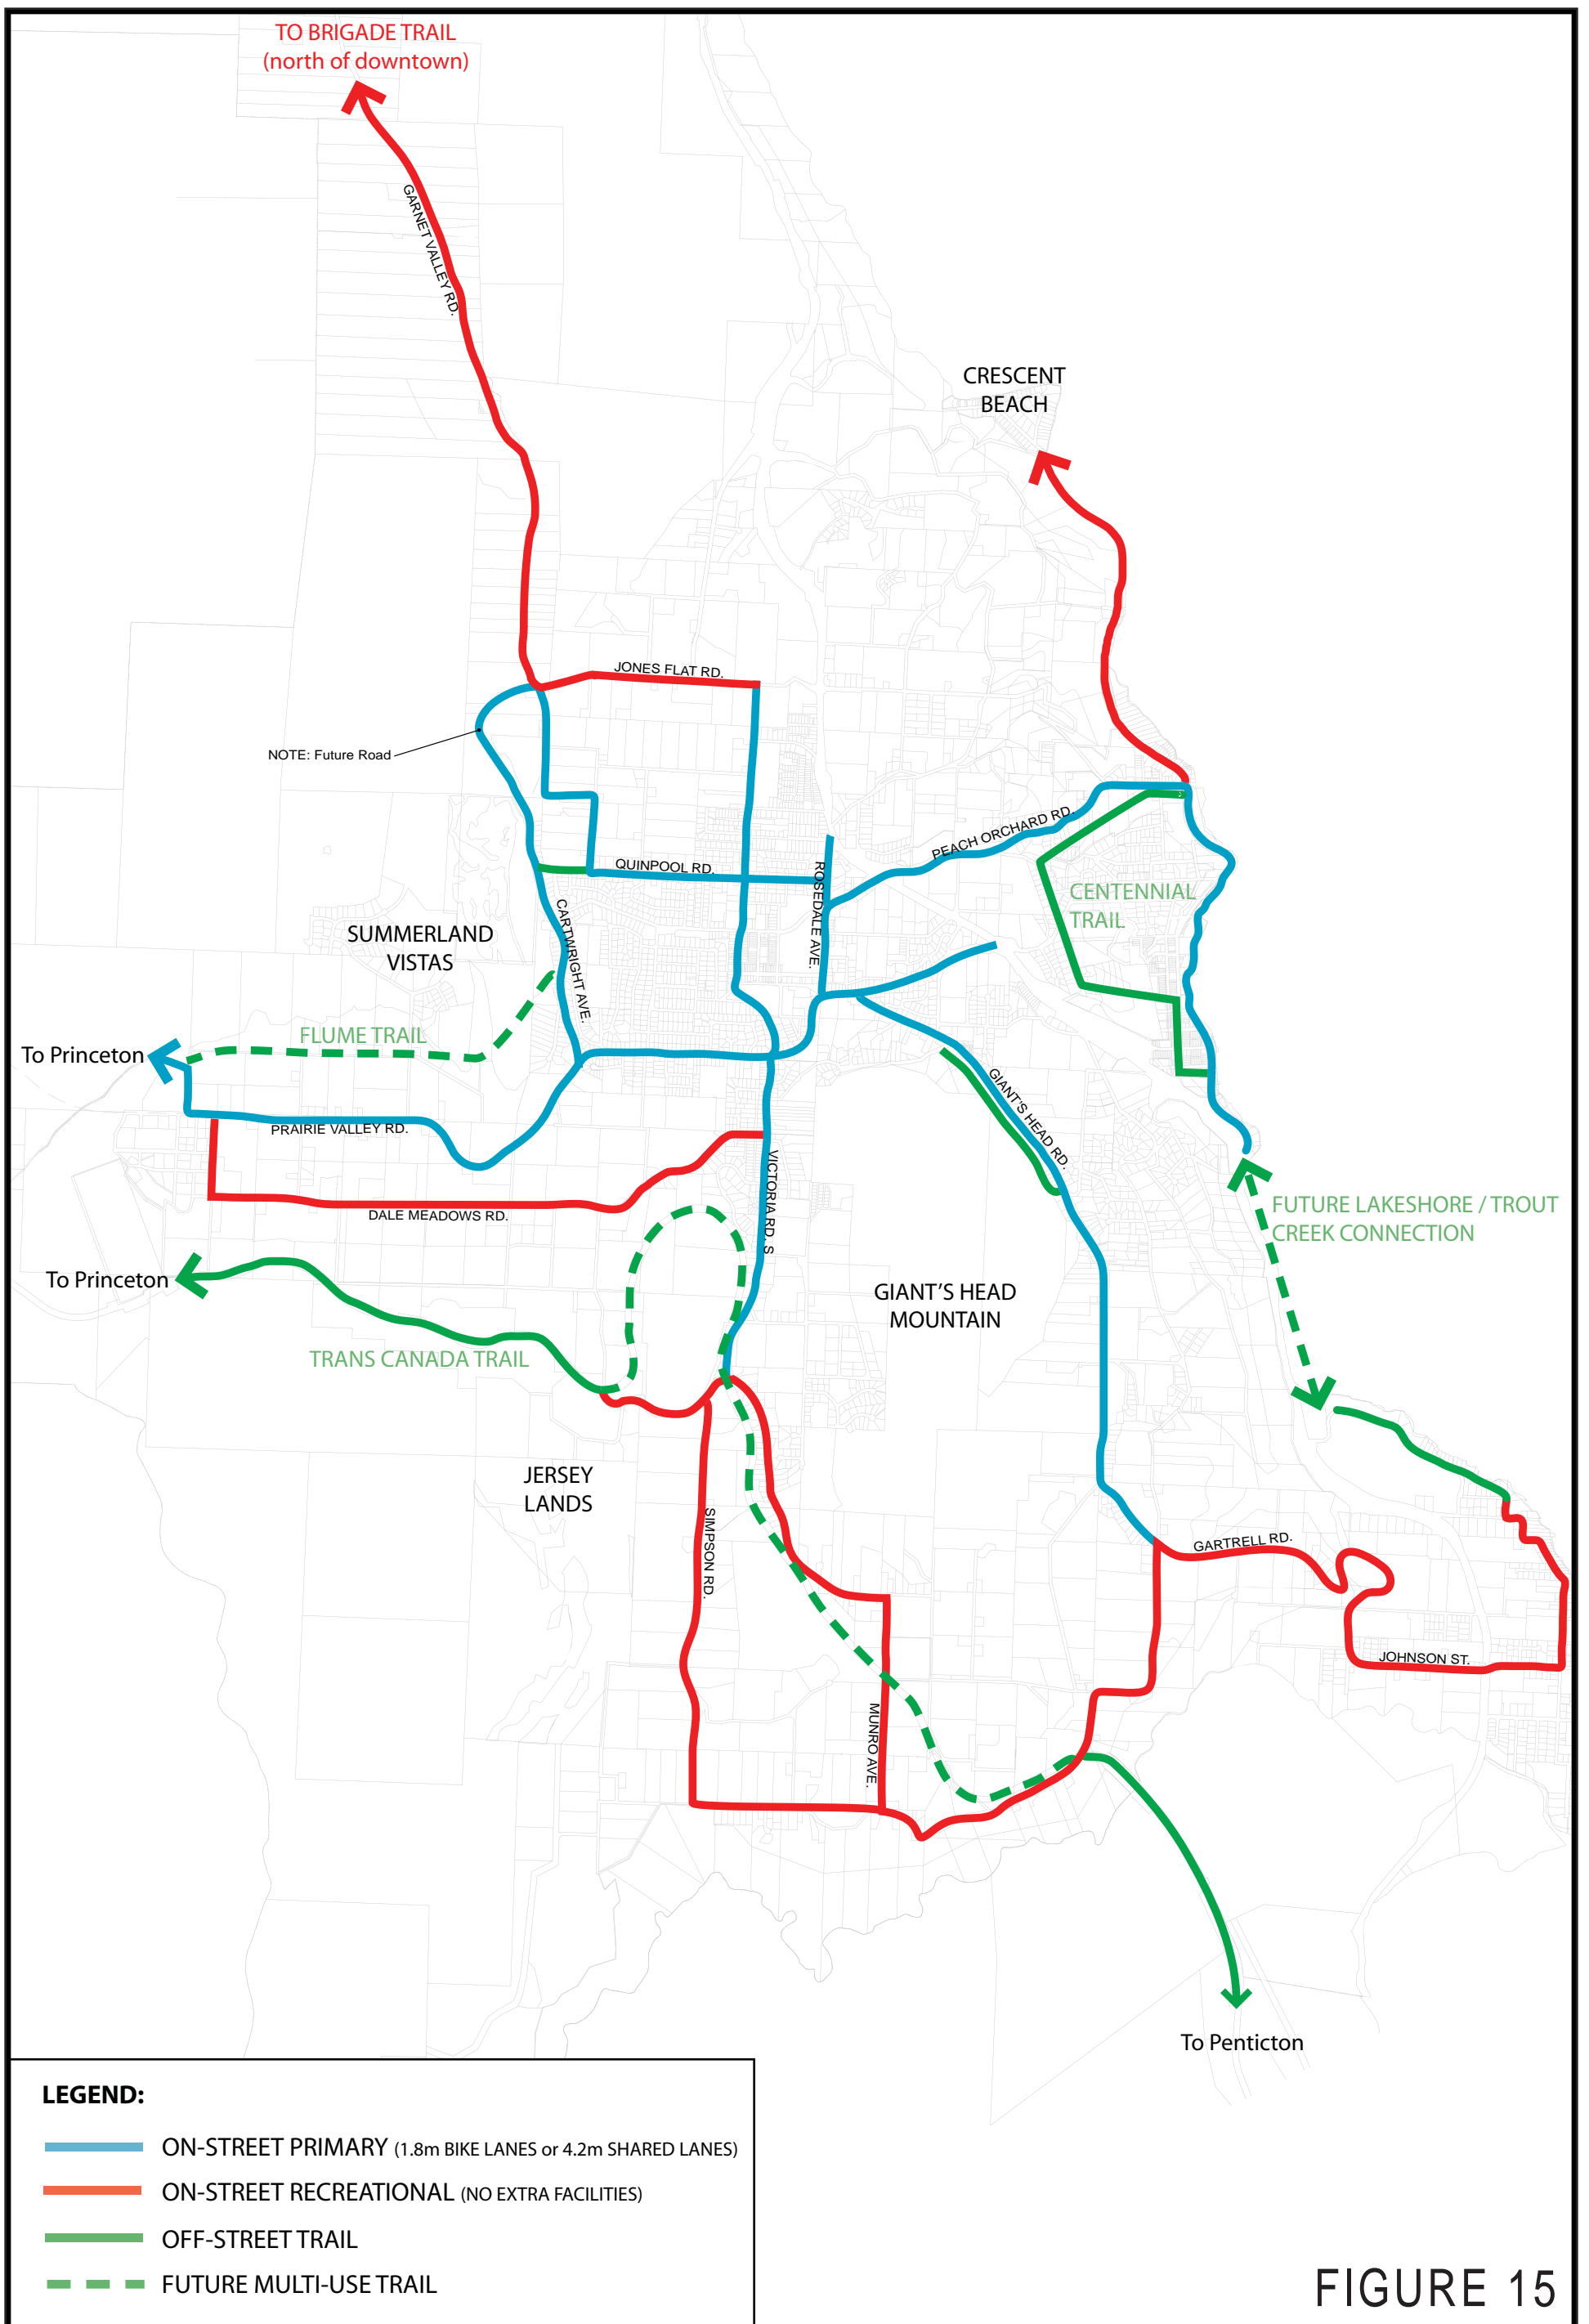 TO BRIGADE TRAIL
(north of downtown)
GARNET VALLEY RD.
CRESCENT
BEACH
JONES FLAT RD.
NOTE: Future Road
PEACH ORCHARD RD.
QUINPOOL RD.
ROSEDALE AVE.
CENTENNIAL
TRAIL
CARTWRIGHT AVE.
SUMMERLAND
VISTAS
FLUME TRAIL
To Princeton
GIANT'S HEAD RD.
PRAIRIE VALLEY RD.
VICTORIA RD. S
DALE MEADOWS RD.
FUTURE LAKESHORE / TROUT
CREEK CONNECTION
To Princeton
GIANT'S HEAD
MOUNTAIN
TRANS CANADA TRAIL
JERSEY
LANDS
SIMPSON RD.
GARTRELL RD.
JOHNSON ST.
MUNRO AVE.
To Penticton
LEGEND:
ON-STREET PRIMARY (1.8m BIKE LANES or 4.2m SHARED LANES)
ON-STREET RECREATIONAL (NO EXTRA FACILITIES)
OFF-STREET TRAIL
FUTURE MULTI-USE TRAIL
FIGURE 15